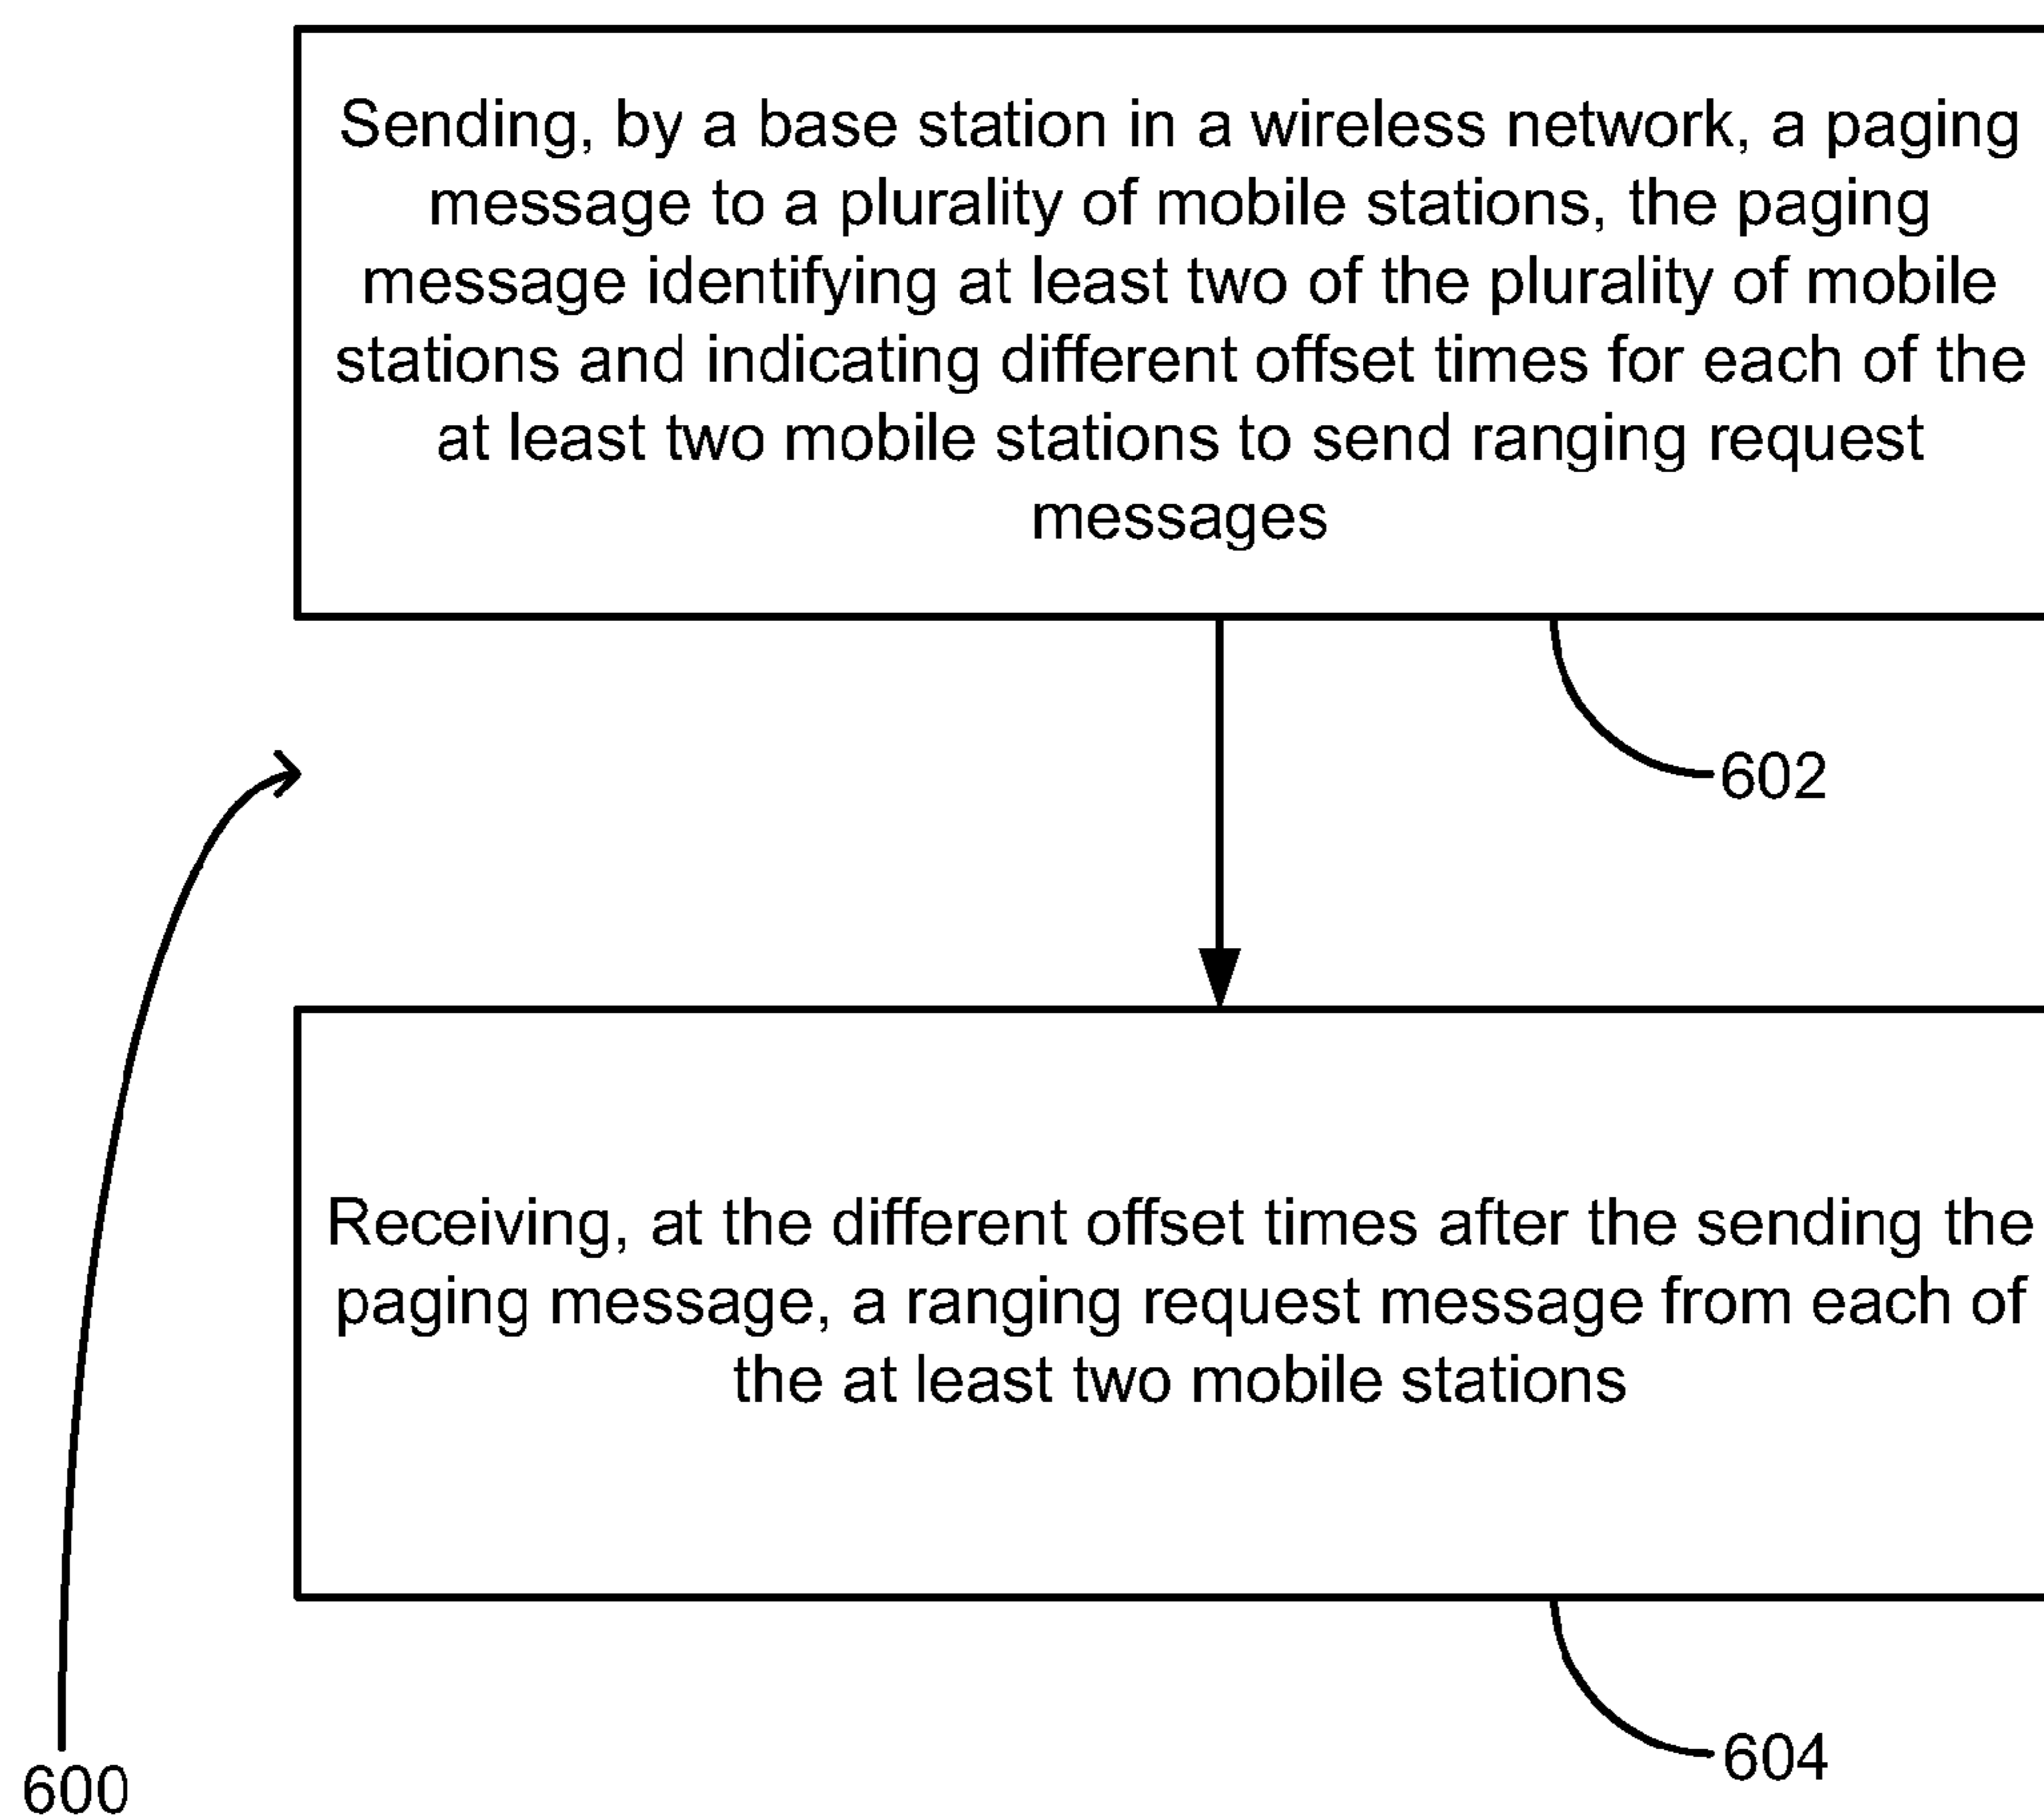 Sending, by a base station in a wireless network, a paging
message to a plurality of mobile stations, the paging
message identifying at least two of the plurality of mobile
stations and indicating different offset times for each of the
at least two mobile stations to send ranging request
messages
602
Receiving, at the different offset times after the sending the
paging message, a ranging request message from each of
the at least two mobile stations
604
600